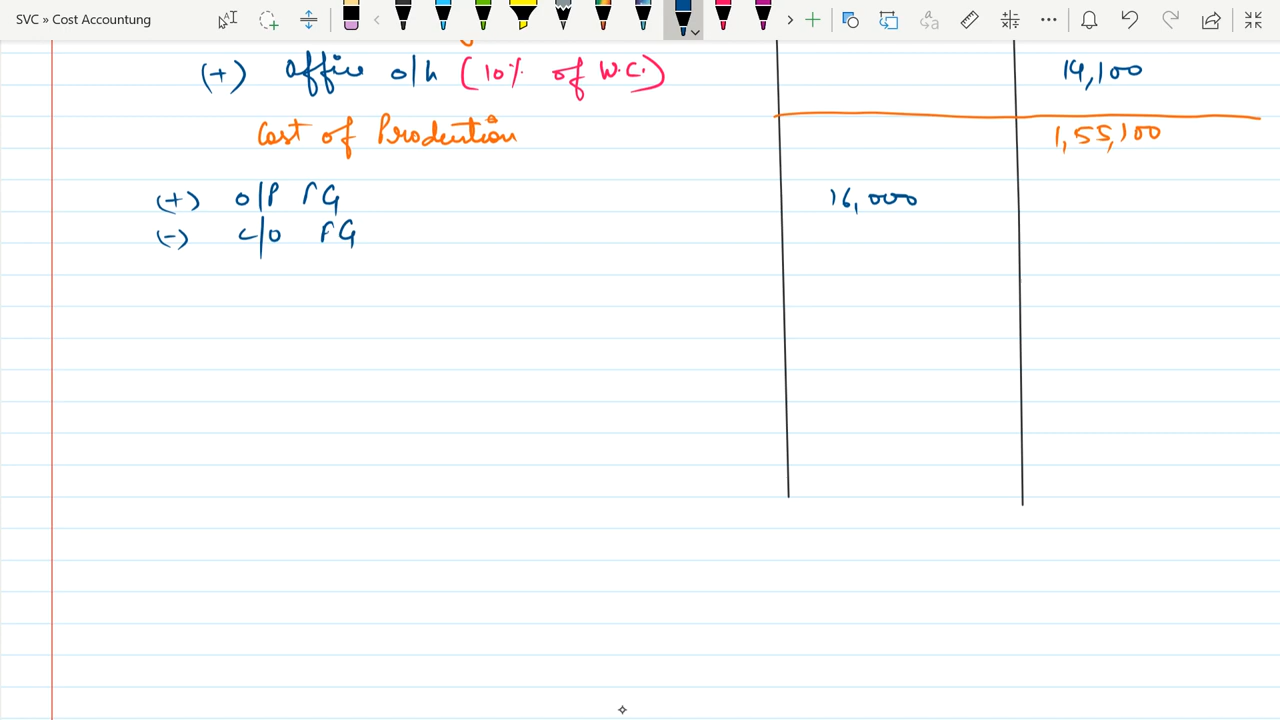 SVC » Cost Accountung
(+) office o/h (10% of W.C.) 14,100
Cost of Production 1,55,100
(+) o/P FG 16,000
(-) c/o FG